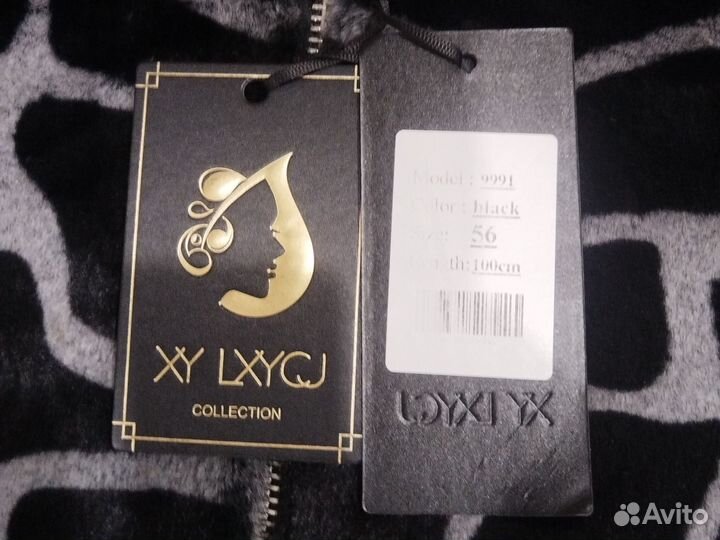 XY LXYCJ
COLLECTION
Model : 9991
Color : black
Size: 56
Length:100cm
XY LXYCJ
Avito